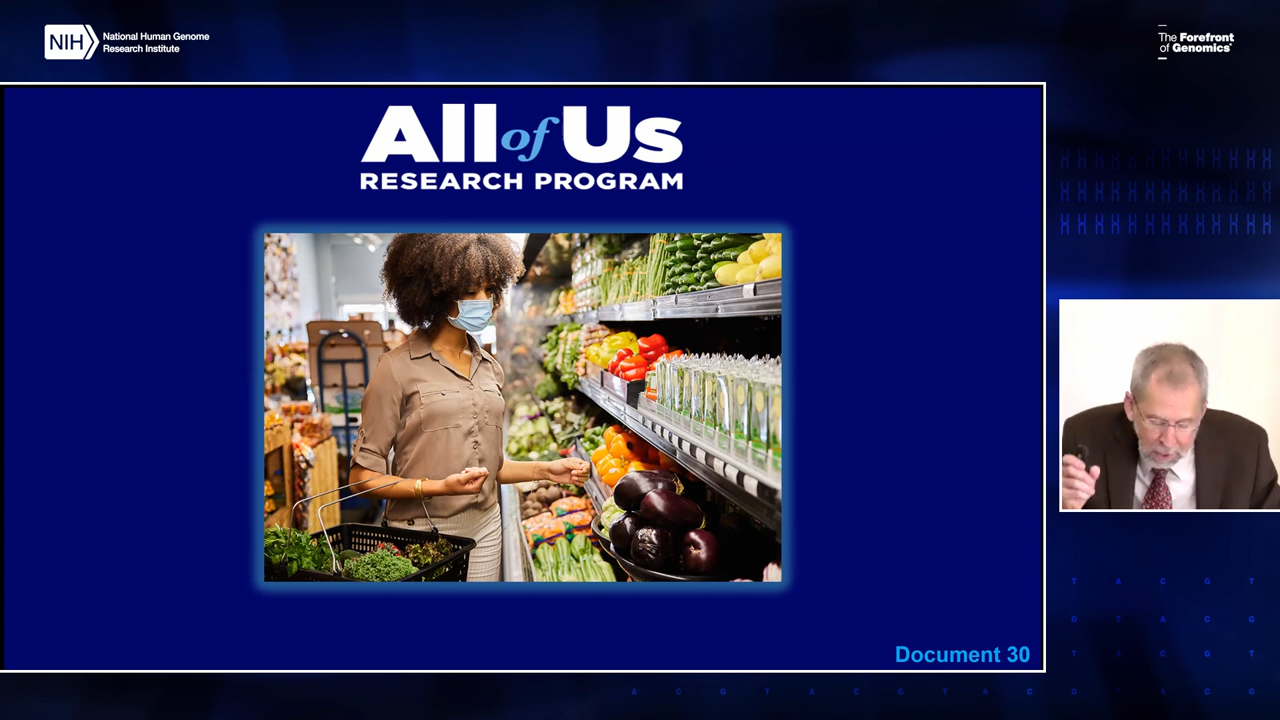 NIH
National Human Genome
Research Institute
The Forefront
of Genomics®
All of Us
RESEARCH PROGRAM
Document 30
T A C G T
G T A C G
T A C G T
A C G T A C G T A C G T A C G